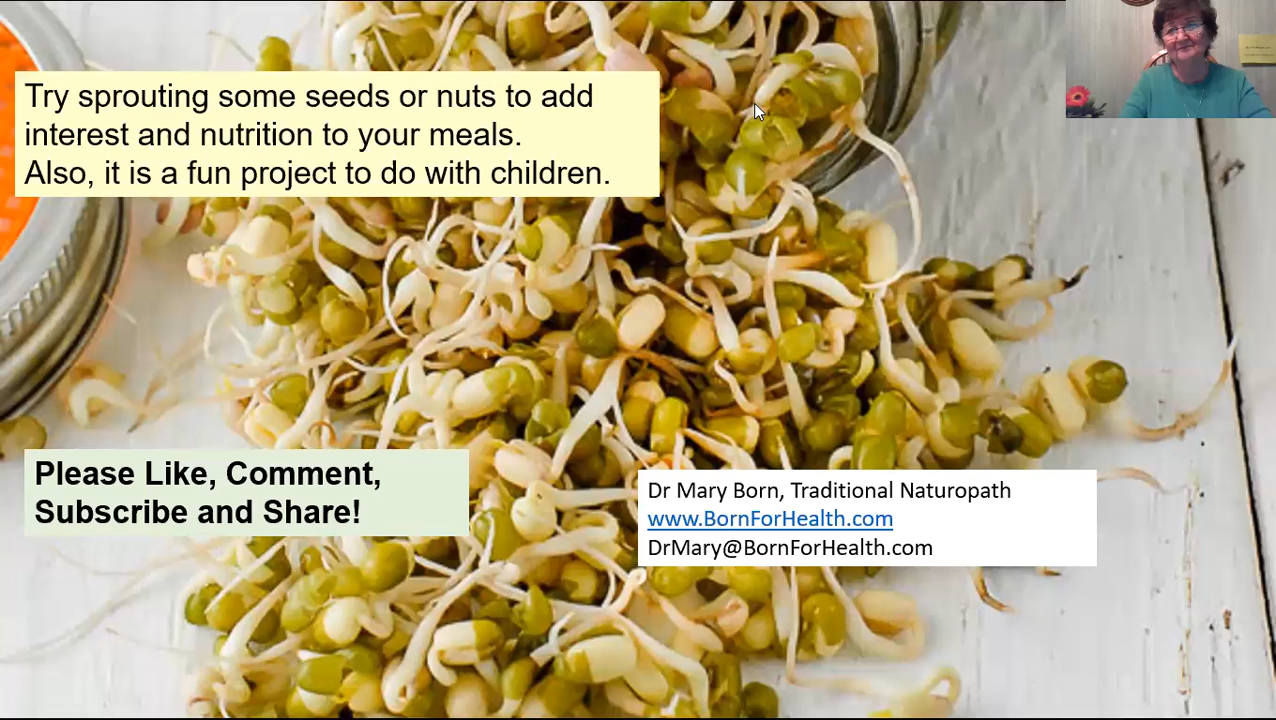 Try sprouting some seeds or nuts to add
interest and nutrition to your meals.
Also, it is a fun project to do with children.
Please Like, Comment,
Subscribe and Share!
Dr Mary Born, Traditional Naturopath
www.BornForHealth.com
DrMary@BornForHealth.com